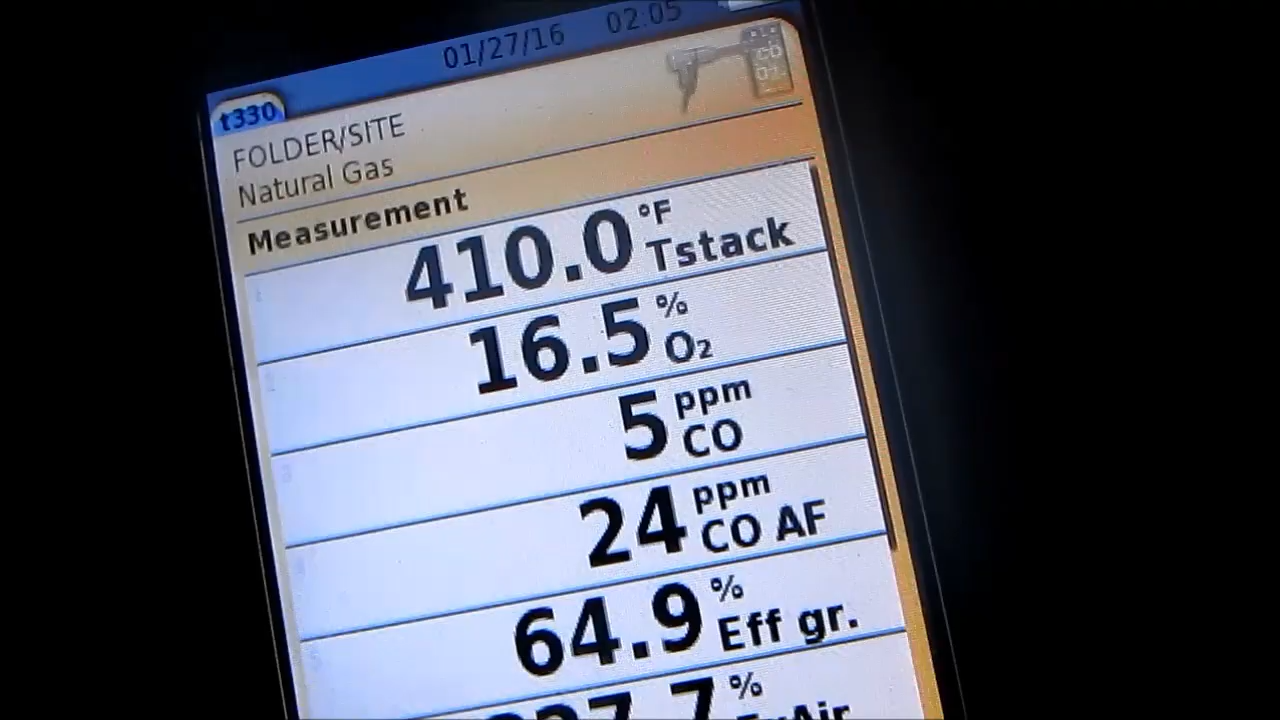 01/27/16 02:05
t330
FOLDER/SITE
Natural Gas
Measurement
410.0 °F Tstack
16.5 % O₂
5 ppm CO
24 ppm CO AF
64.9 % Eff gr.
%